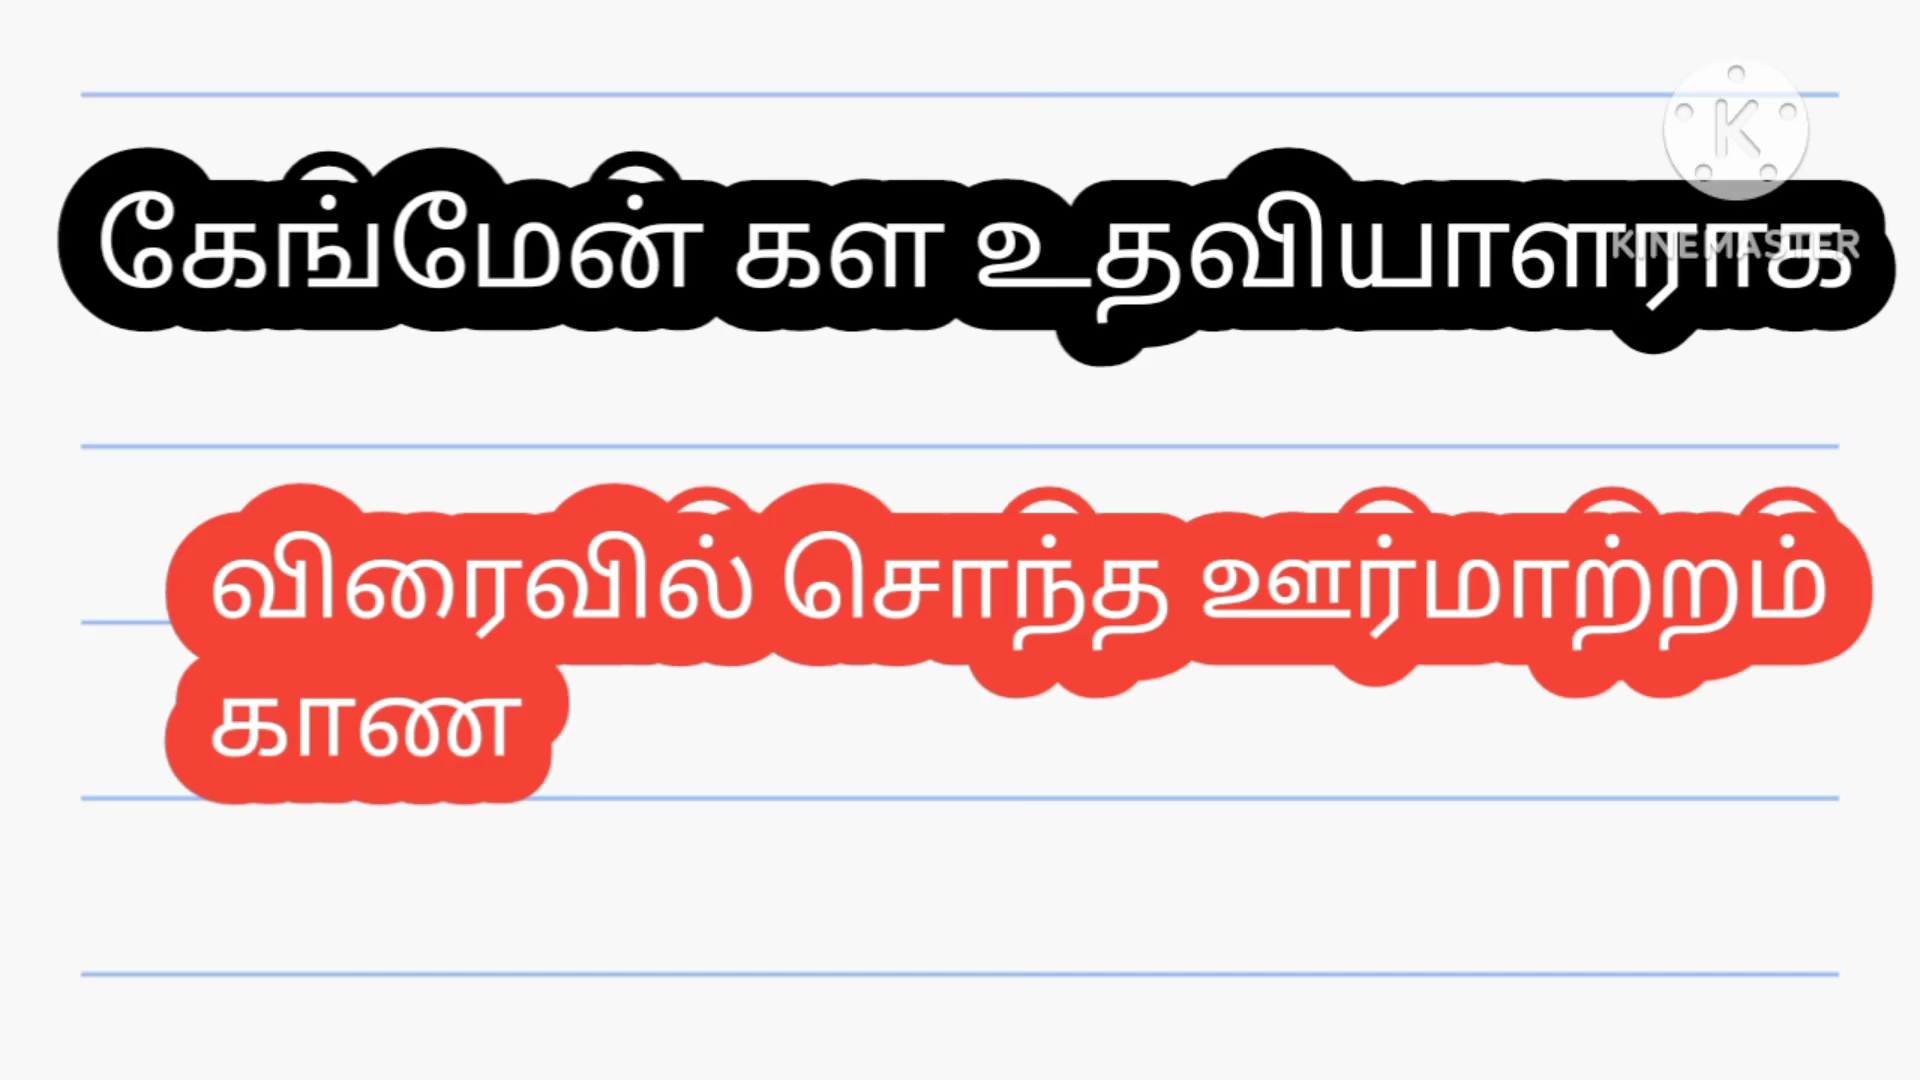 கேங்மேன் கள உதவியாளராக
விரைவில் சொந்த ஊர்மாற்றம்
காண
K
KINEMASTER